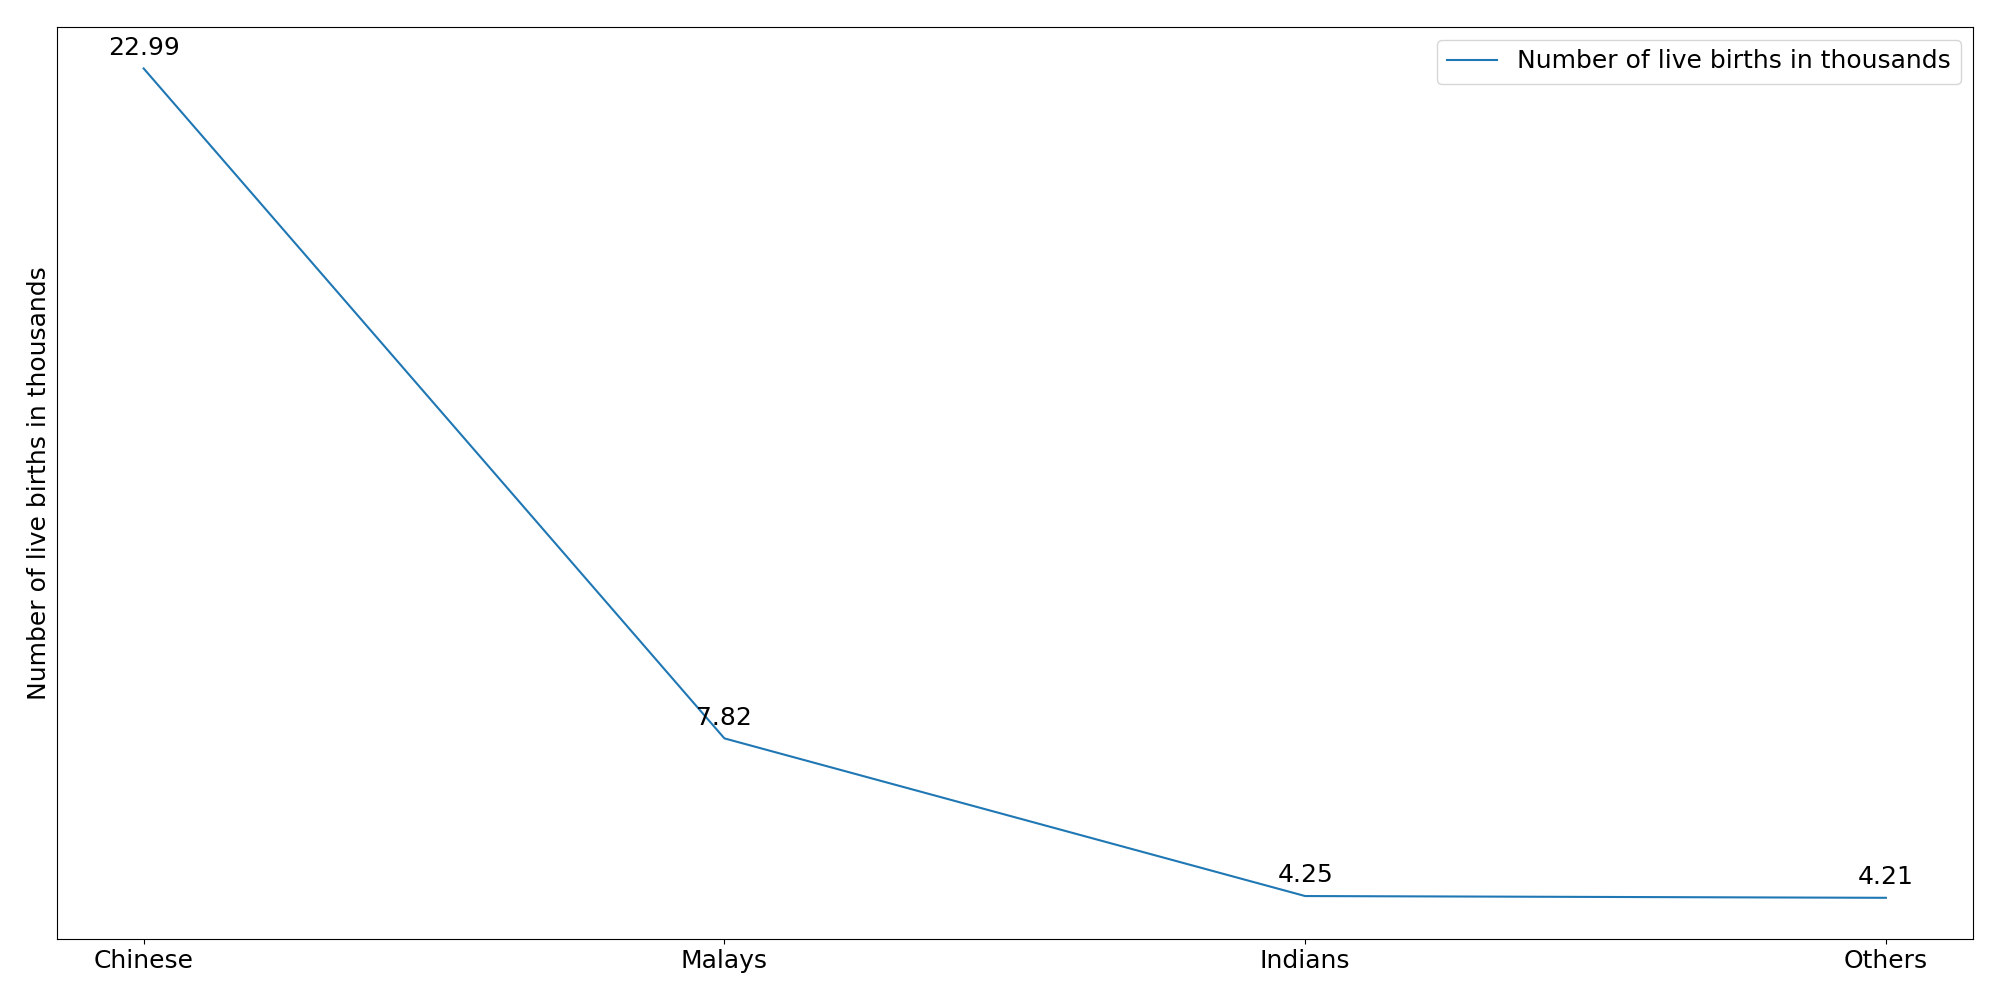 22.99
Number of live births in thousands
Number of live births in thousands
7.82
4.25
4.21
Chinese
Malays
Indians
Others